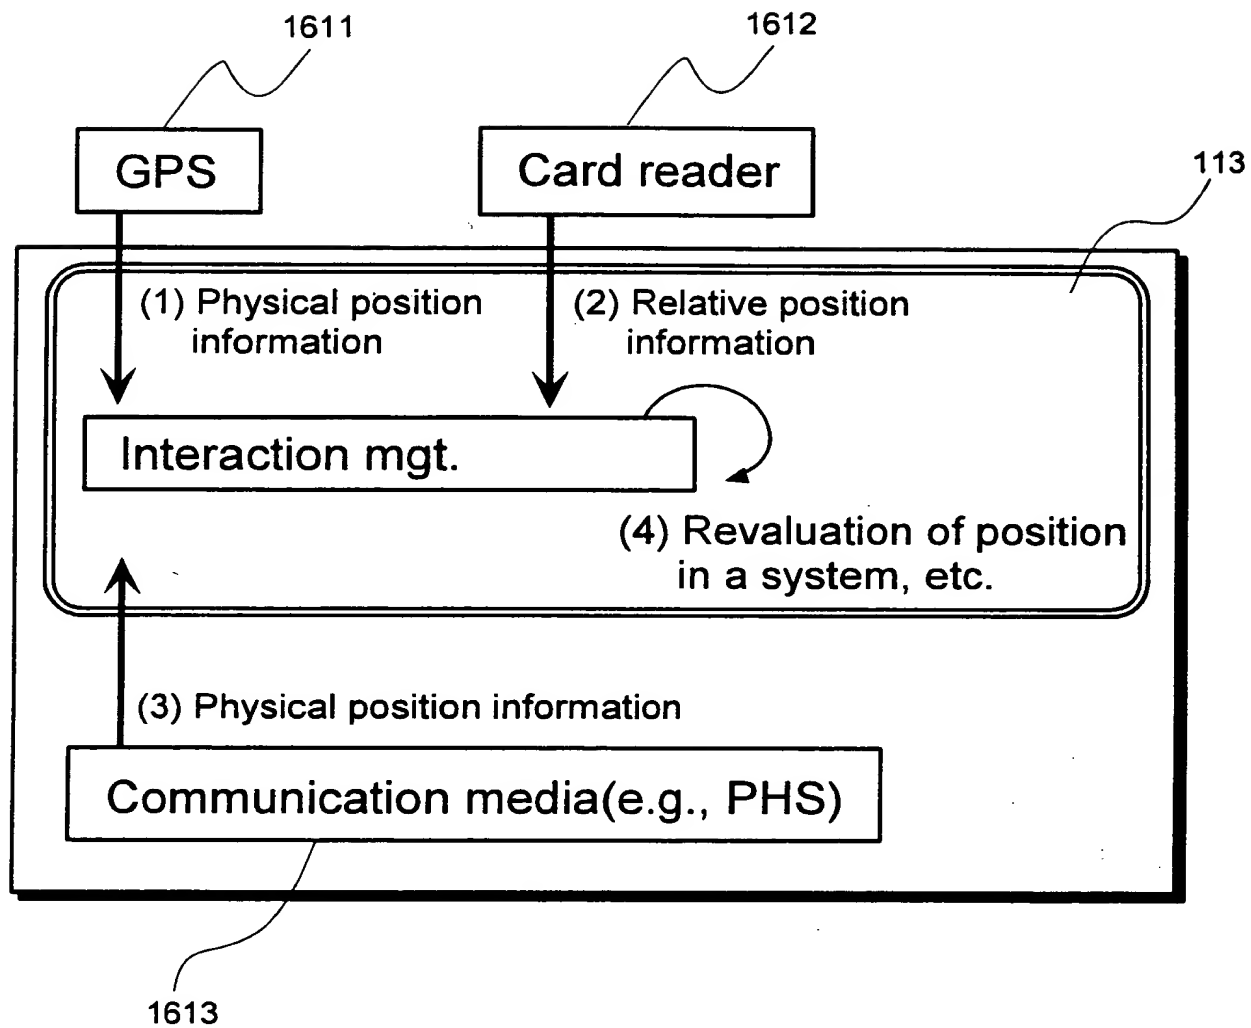 1611
1612
GPS
Card reader
113
(1) Physical position
information
(2) Relative position
information
Interaction mgt.
(4) Revaluation of position
in a system, etc.
(3) Physical position information
Communication media(e.g., PHS)
1613